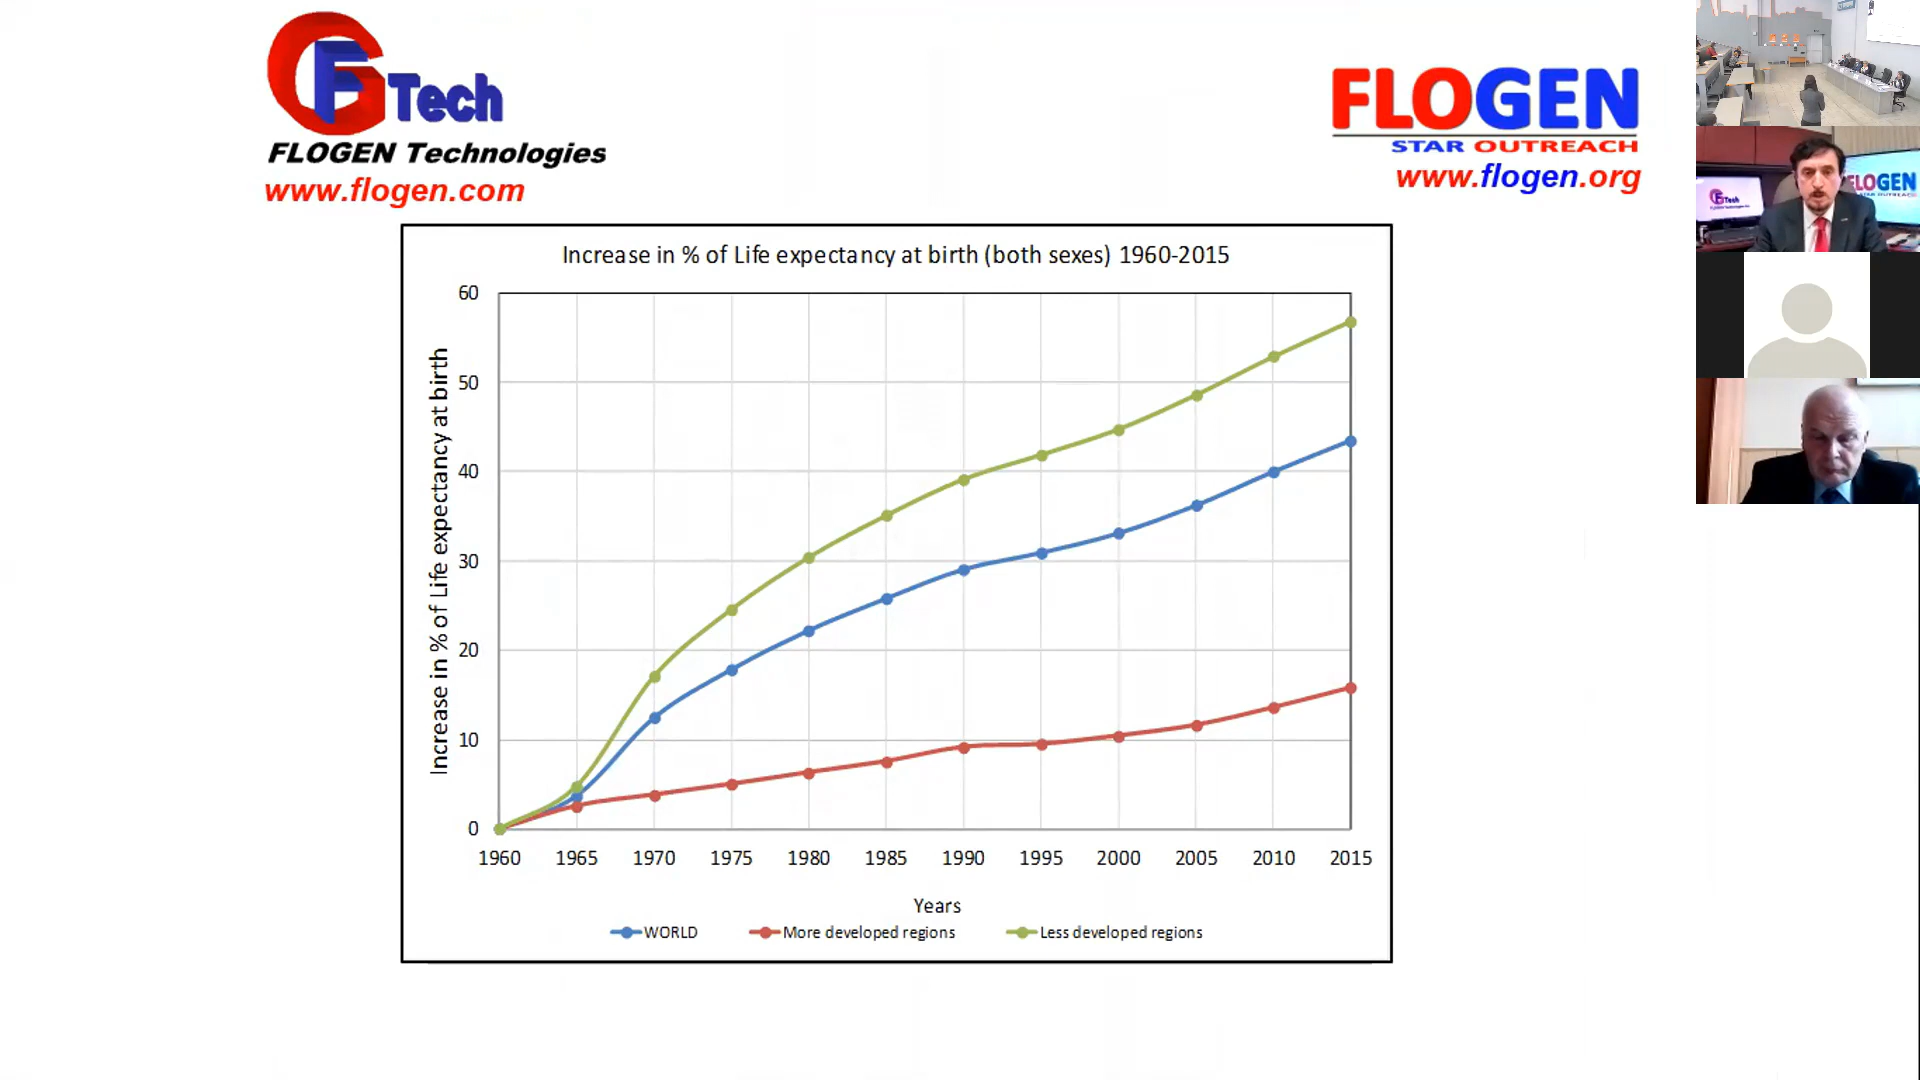 GF Tech
FLOGEN Technologies
www.flogen.com
FLOGEN
STAR OUTREACH
www.flogen.org
Increase in % of Life expectancy at birth (both sexes) 1960-2015
Increase in % of Life expectancy at birth
60
50
40
30
20
10
0
1960 1965 1970 1975 1980 1985 1990 1995 2000 2005 2010 2015
Years
WORLD More developed regions Less developed regions
Tech
FLOGEN